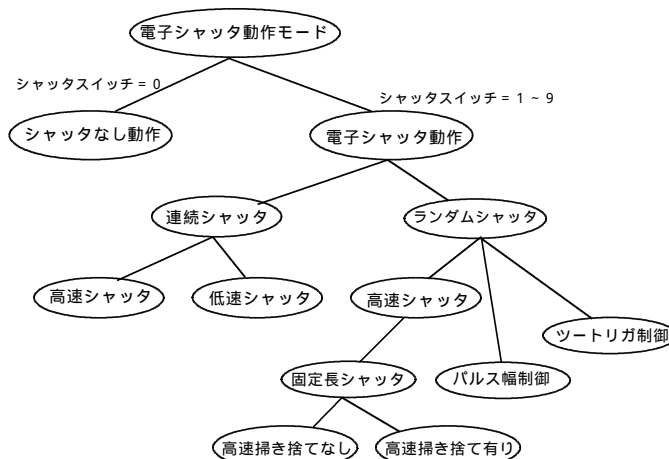 電子シャッタ動作モード
シャッタスイッチ = 0
シャッタスイッチ = 1 ~ 9
シャッタなし動作
電子シャッタ動作
連続シャッタ
ランダムシャッタ
高速シャッタ
低速シャッタ
高速シャッタ
ツートリガ制御
固定長シャッタ
パルス幅制御
高速掃き捨てなし
高速掃き捨て有り